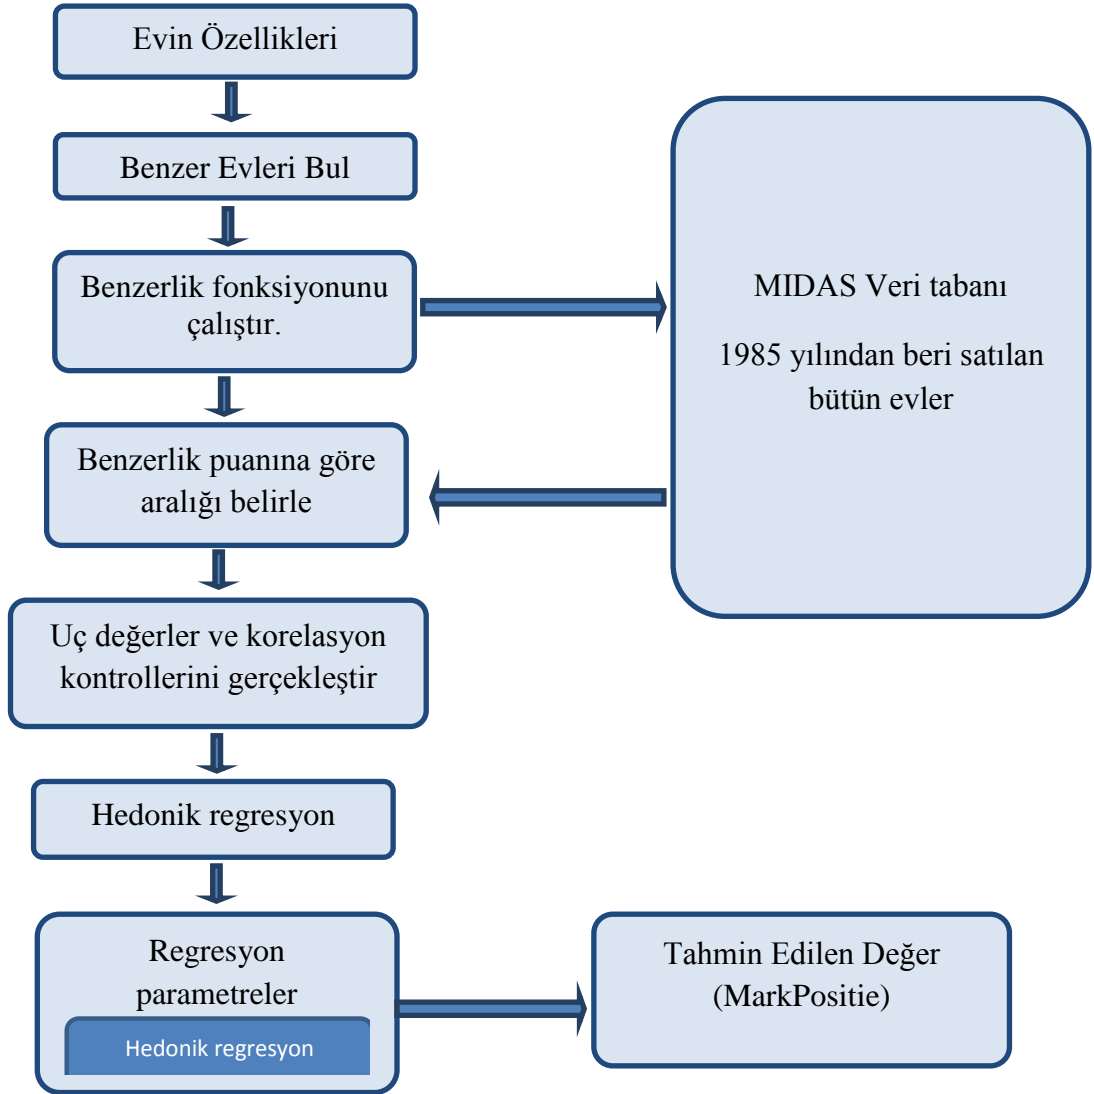 Evin Özellikleri
Benzer Evleri Bul
Benzerlik fonksiyonunu
çalıştır.
MIDAS Veri tabanı
1985 yılından beri satılan
bütün evler
Benzerlik puanına göre
aralığı belirle
Uç değerler ve korelasyon
kontrollerini gerçekleştir
Hedonik regresyon
Regresyon
parametreler
Hedonik regresyon
Tahmin Edilen Değer
(MarkPositie)